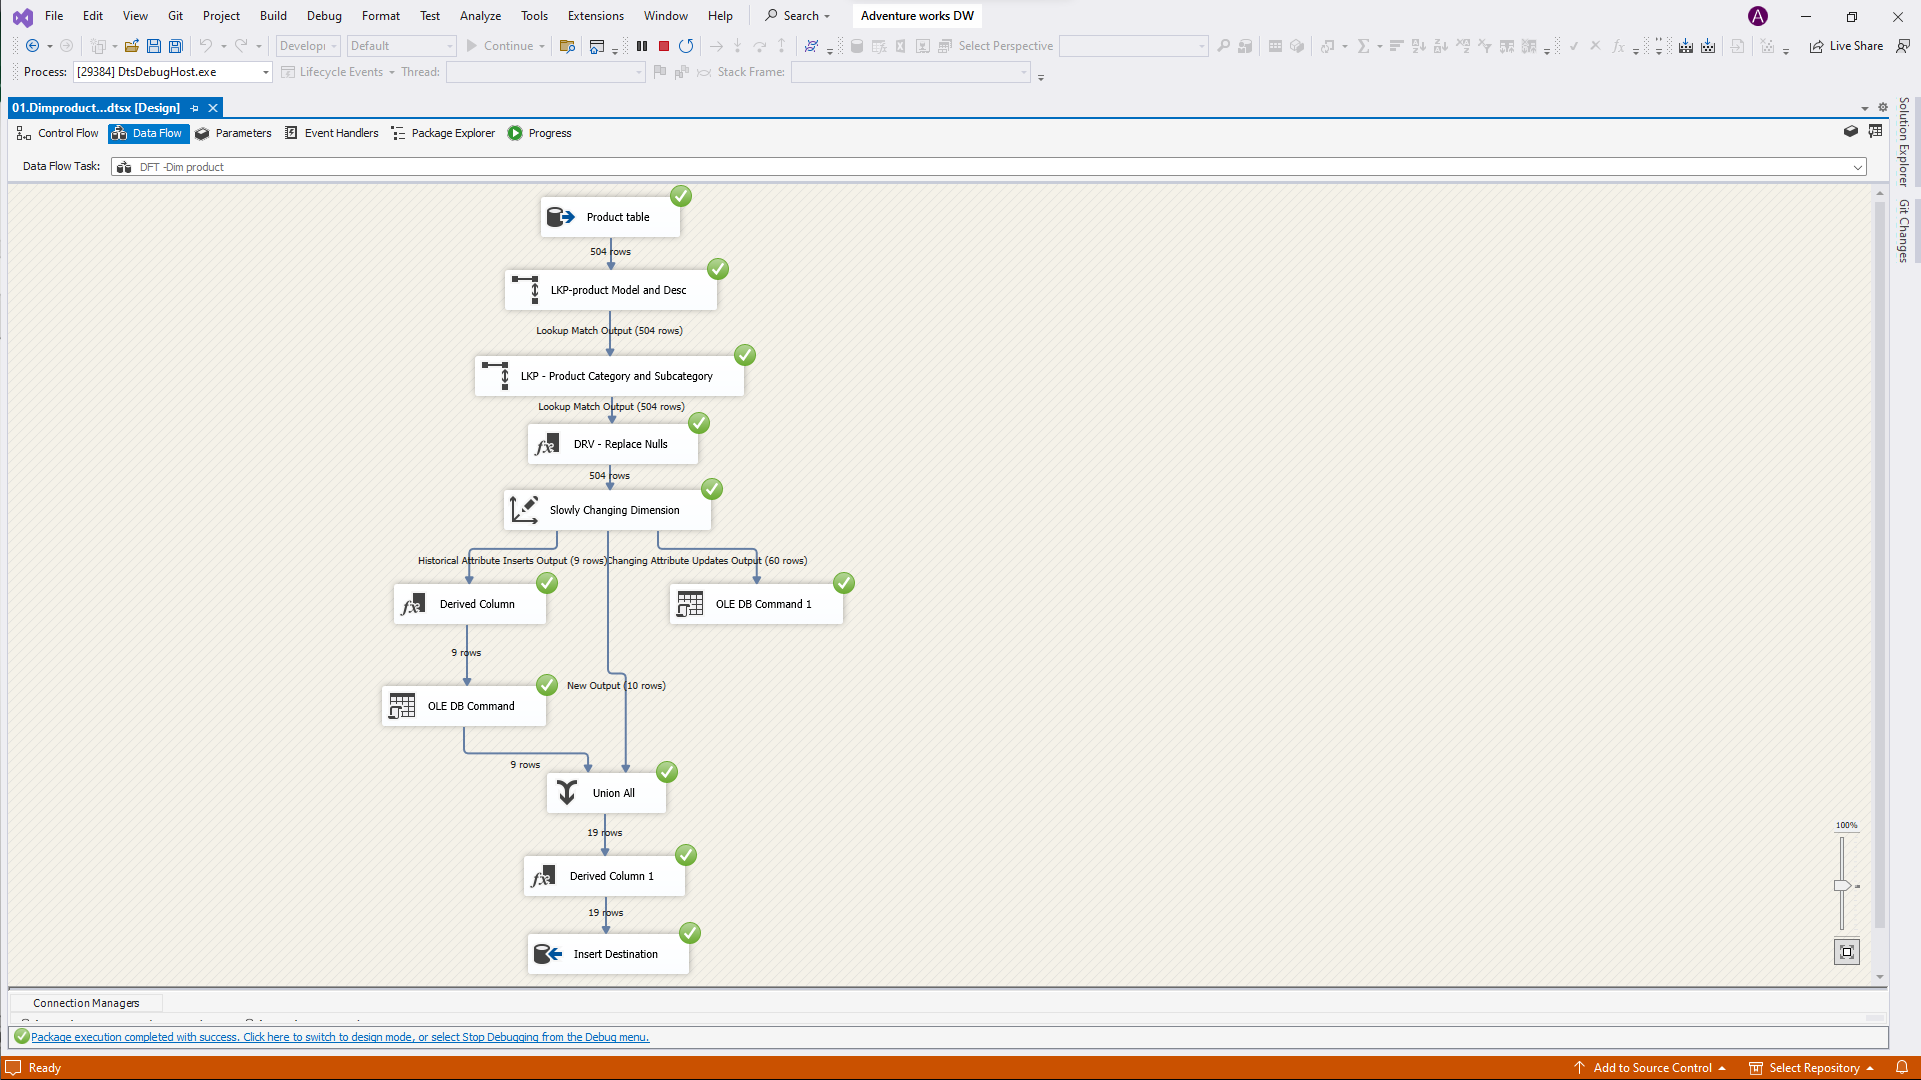 File Edit View Git Project Build Debug Format Test Analyze Tools Extensions Window Help Search Adventure works DW A
Developi Default Continue Select Perspective Live Share
Process: [29384] DtsDebugHost.exe Lifecycle Events Thread: Stack Frame:
01.Dimproduct...dtsx [Design]
Control Flow Data Flow Parameters Event Handlers Package Explorer Progress
Data Flow Task: DFT -Dim product
Solution Explorer
Git Changes
Product table
504 rows
LKP-product Model and Desc
Lookup Match Output (504 rows)
LKP - Product Category and Subcategory
Lookup Match Output (504 rows)
DRV - Replace Nulls
504 rows
Slowly Changing Dimension
Historical Attribute Inserts Output (9 rows) Changing Attribute Updates Output (60 rows)
Derived Column OLE DB Command 1
9 rows
New Output (10 rows)
OLE DB Command
9 rows
Union All
19 rows
100%
Derived Column 1
19 rows
Insert Destination
Connection Managers
Package execution completed with success. Click here to switch to design mode, or select Stop Debugging from the Debug menu.
Ready Add to Source Control Select Repository